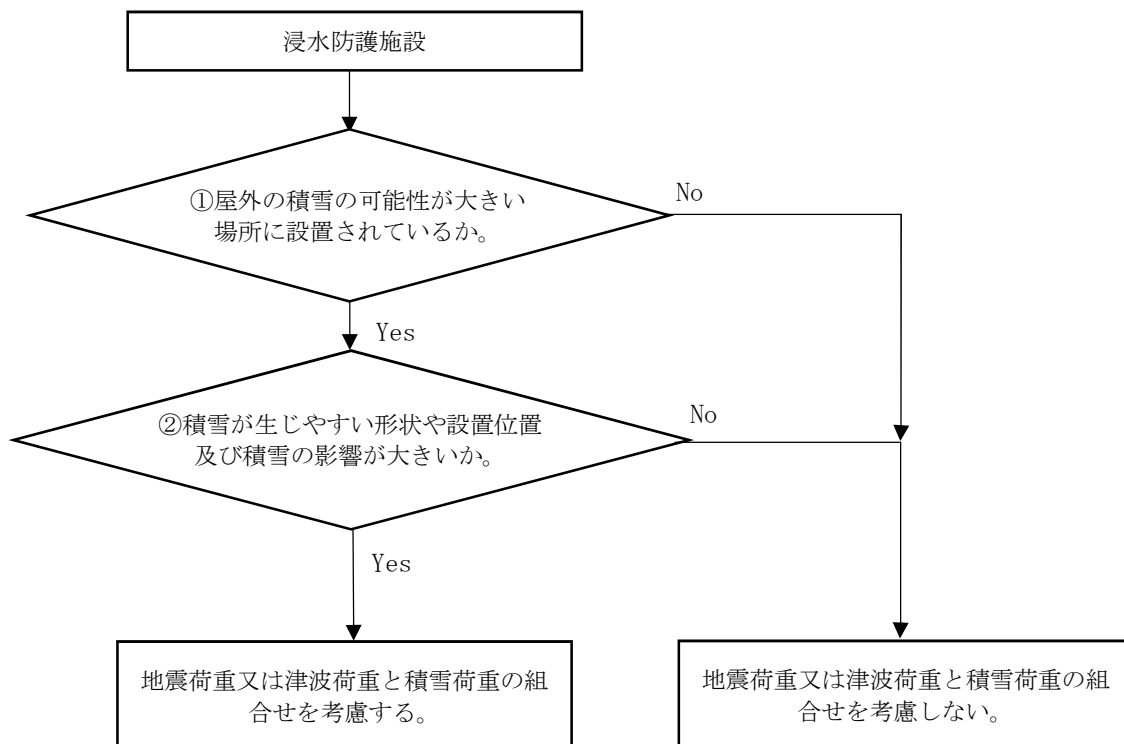 浸水防護施設
①屋外の積雪の可能性が大きい
場所に設置されているか。
No
Yes
②積雪が生じやすい形状や設置位置
及び積雪の影響が大きいか。
No
Yes
地震荷重又は津波荷重と積雪荷重の組
合せを考慮する。
地震荷重又は津波荷重と積雪荷重の組
合せを考慮しない。